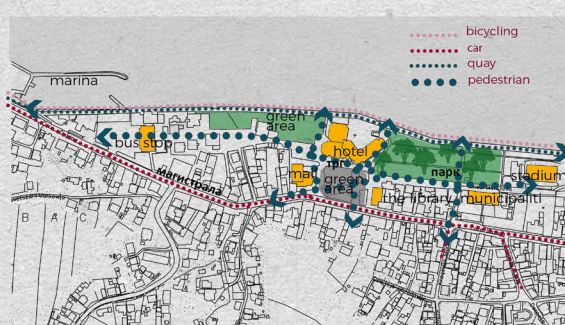 bicycling
car
quay
pedestrian
marina
green
area
bus stop
hotel
Магистрала
mall
green
area
парк
stadium
the library
municipaliti
В А С